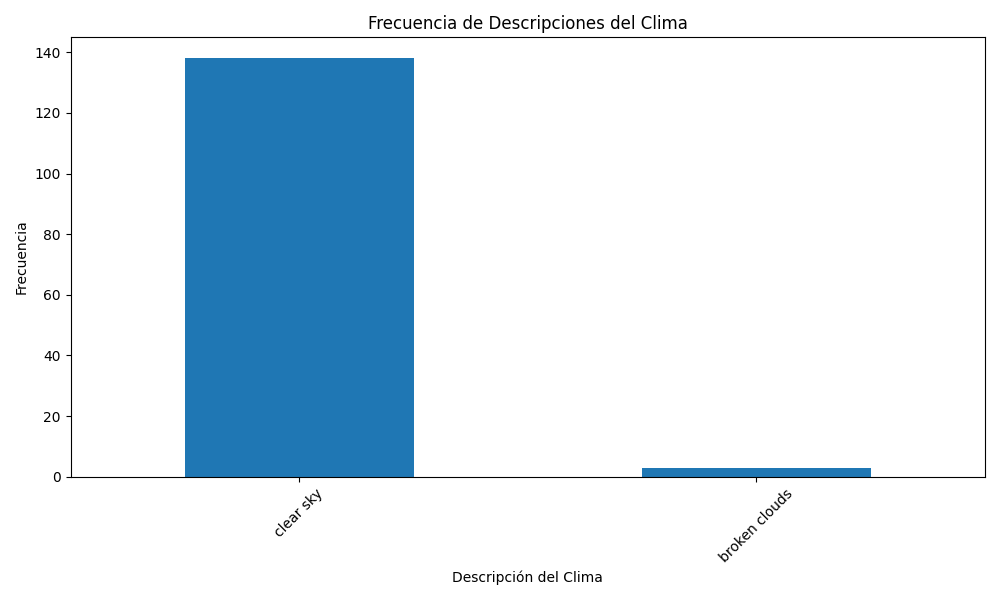 Frecuencia de Descripciones del Clima
140
120
100
80
60
40
20
0
Frecuencia
clear sky
broken clouds
Descripción del Clima